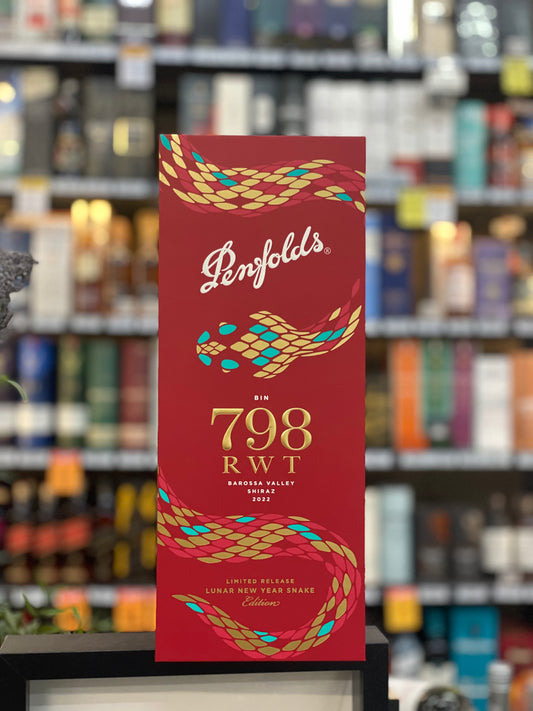 Penfolds®
BIN
798
RWT
BAROSSA VALLEY
SHIRAZ
2022
LIMITED RELEASE
LUNAR NEW YEAR SNAKE
Edition